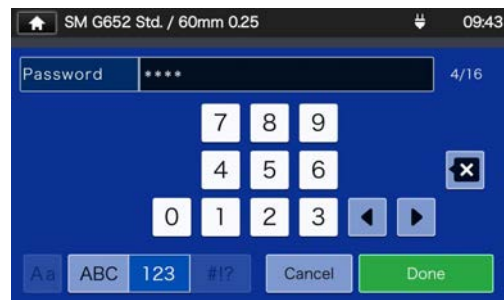 SM G652 Std. / 60mm 0.25 09:43
Password **** 4/16
7 8 9
4 5 6
0 1 2 3
Aa ABC 123 #!? Cancel Done